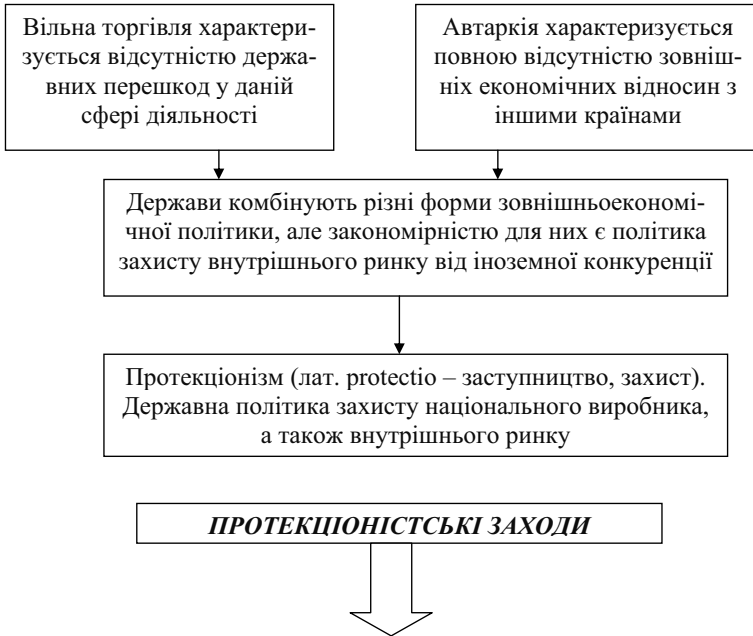 Вільна торгівля характери-
зується відсутністю держа-
вних перешкод у даній
сфері діяльності
Автаркія характеризується
повною відсутністю зовніш-
ніх економічних відносин з
іншими країнами
Держави комбінують різні форми зовнішньоекономі-
чної політики, але закономірністю для них є політика
захисту внутрішнього ринку від іноземної конкуренції
Протекціонізм (лат. protectio – заступництво, захист).
Державна політика захисту національного виробника,
а також внутрішнього ринку
ПРОТЕКЦІОНІСТСЬКІ ЗАХОДИ